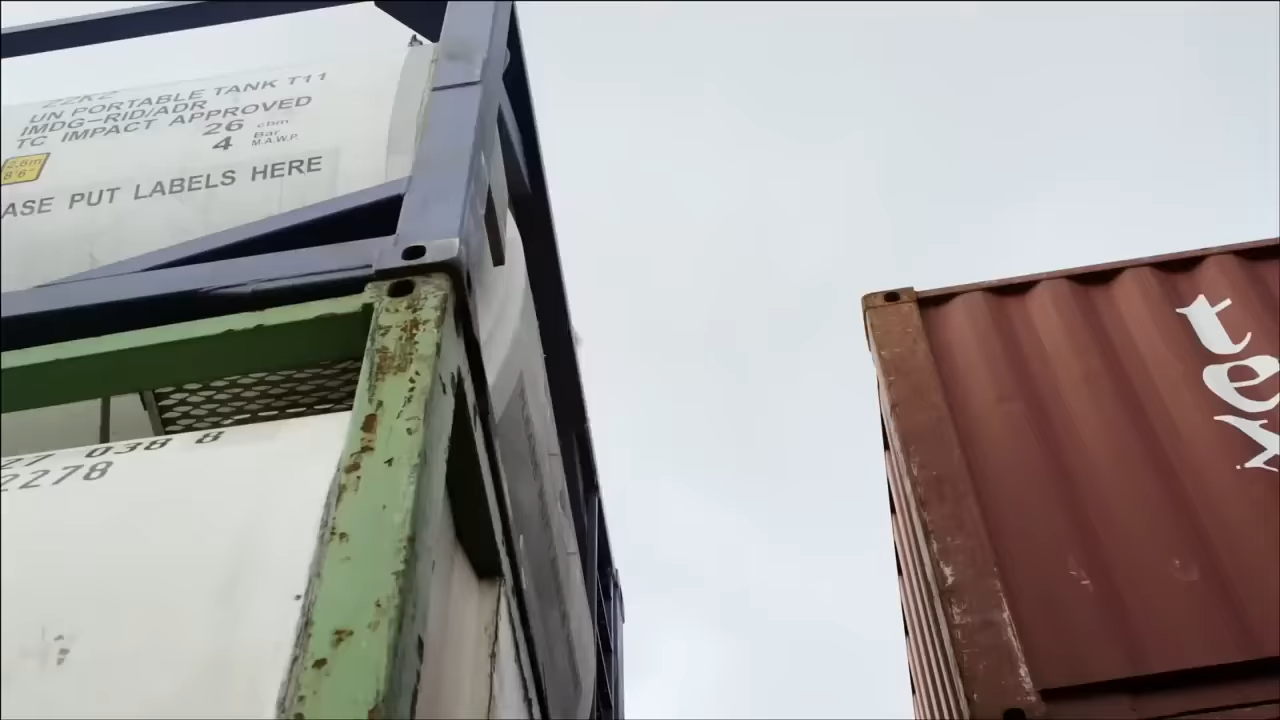 22K2
UN PORTABLE TANK T11
IMDG-RID/ADR
TC IMPACT APPROVED
26 cbm
4 Bar
M.A.W.P.
2,6m
8'6"
ASE PUT LABELS HERE
27 038 8
2278
tex